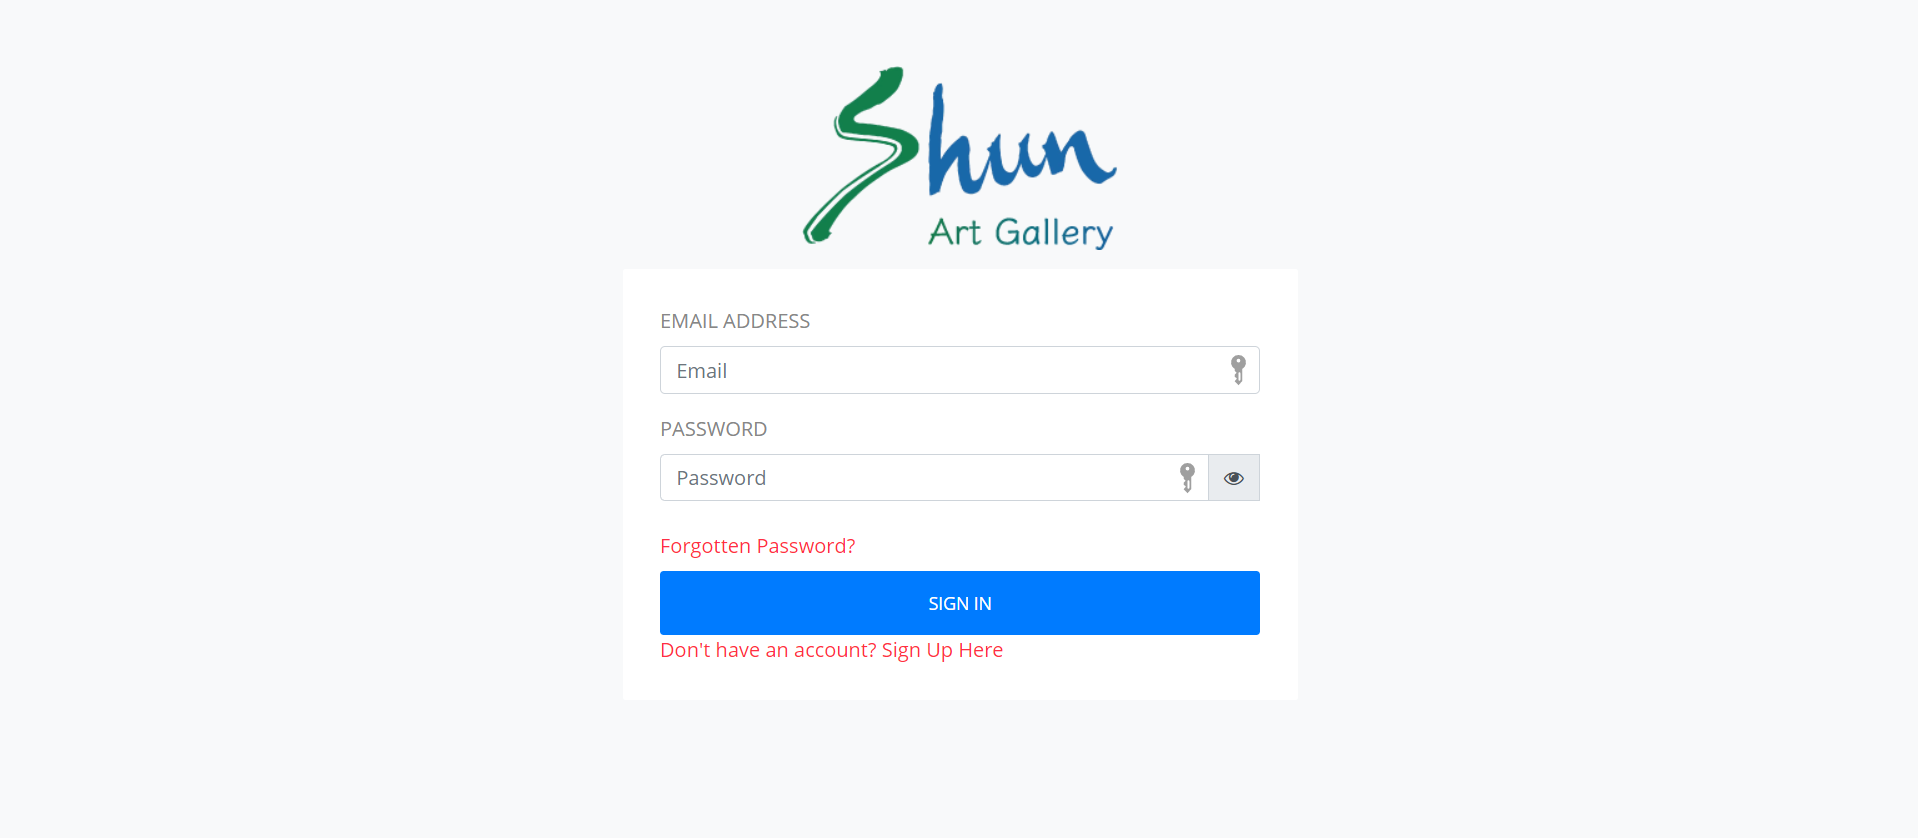 Shun
Art Gallery
EMAIL ADDRESS
Email
PASSWORD
Password
Forgotten Password?
SIGN IN
Don't have an account? Sign Up Here